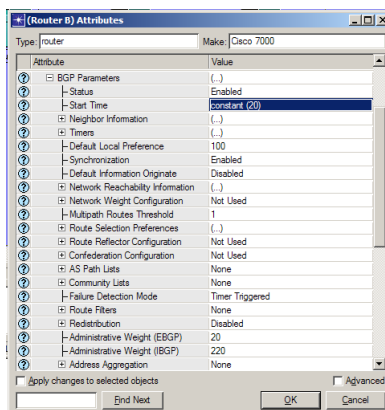 (Router B) Attributes
Type: router Make: Cisco 7000
Attribute Value
BGP Parameters (...)
Status Enabled
Start Time constant (20)
Neighbor Information (...)
Timers (...)
Default Local Preference 100
Synchronization Enabled
Default Information Originate Disabled
Network Reachability Information (...)
Network Weight Configuration Not Used
Multipath Routes Threshold 1
Route Selection Preferences (...)
Route Reflector Configuration Not Used
Confederation Configuration Not Used
AS Path Lists None
Community Lists None
Failure Detection Mode Timer Triggered
Route Filters None
Redistribution Disabled
Administrative Weight (EBGP) 20
Administrative Weight (IBGP) 220
Address Aggregation None
Apply changes to selected objects Advanced
Find Next OK Cancel